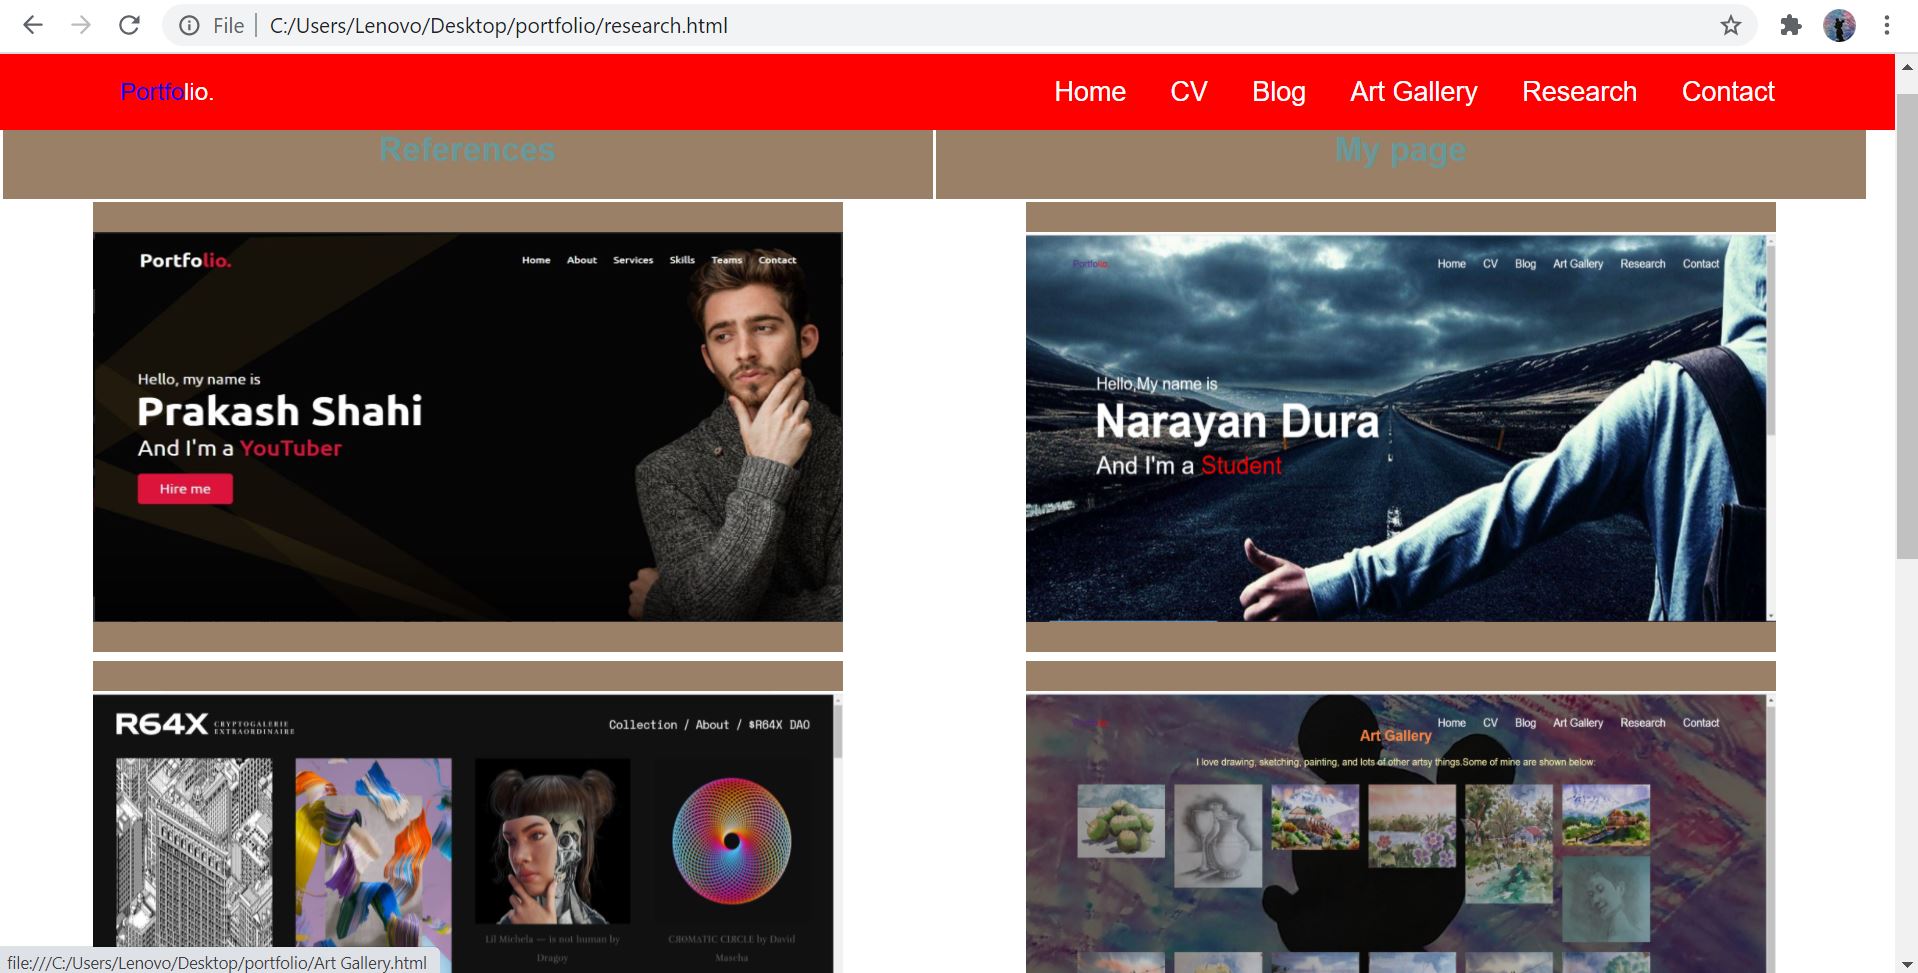 File C:/Users/Lenovo/Desktop/portfolio/research.html
Portfolio. Home CV Blog Art Gallery Research Contact
References My page
Portfolio. Home About Services Skills Teams Contact
Hello, my name is
Prakash Shahi
And I'm a YouTuber
Hire me
Portfolio. Home CV Blog Art Gallery Research Contact
Hello,My name is
Narayan Dura
And I'm a Student
R64X CRYPTOGALERIE
EXTRAORDINAIRE
Collection / About / $R64X DAO
Lil Michela — is not human by
Dragoy
CЯOMATIC CIЯCLE by David
Mascha
Home CV Blog Art Gallery Research Contact
Art Gallery
I love drawing, sketching, painting, and lots of other artsy things.Some of mine are shown below:
file:///C:/Users/Lenovo/Desktop/portfolio/Art Gallery.html